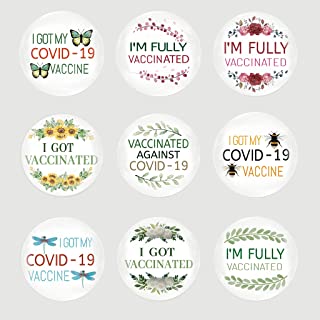 I GOT MY
COVID-19
VACCINE
I'M FULLY
VACCINATED
I'M FULLY
VACCINATED
I GOT
VACCINATED
VACCINATED
AGAINST
COVID-19
I GOT MY
COVID-19
VACCINE
I GOT MY
COVID-19
VACCINE
I GOT
VACCINATED
I'M FULLY
VACCINATED